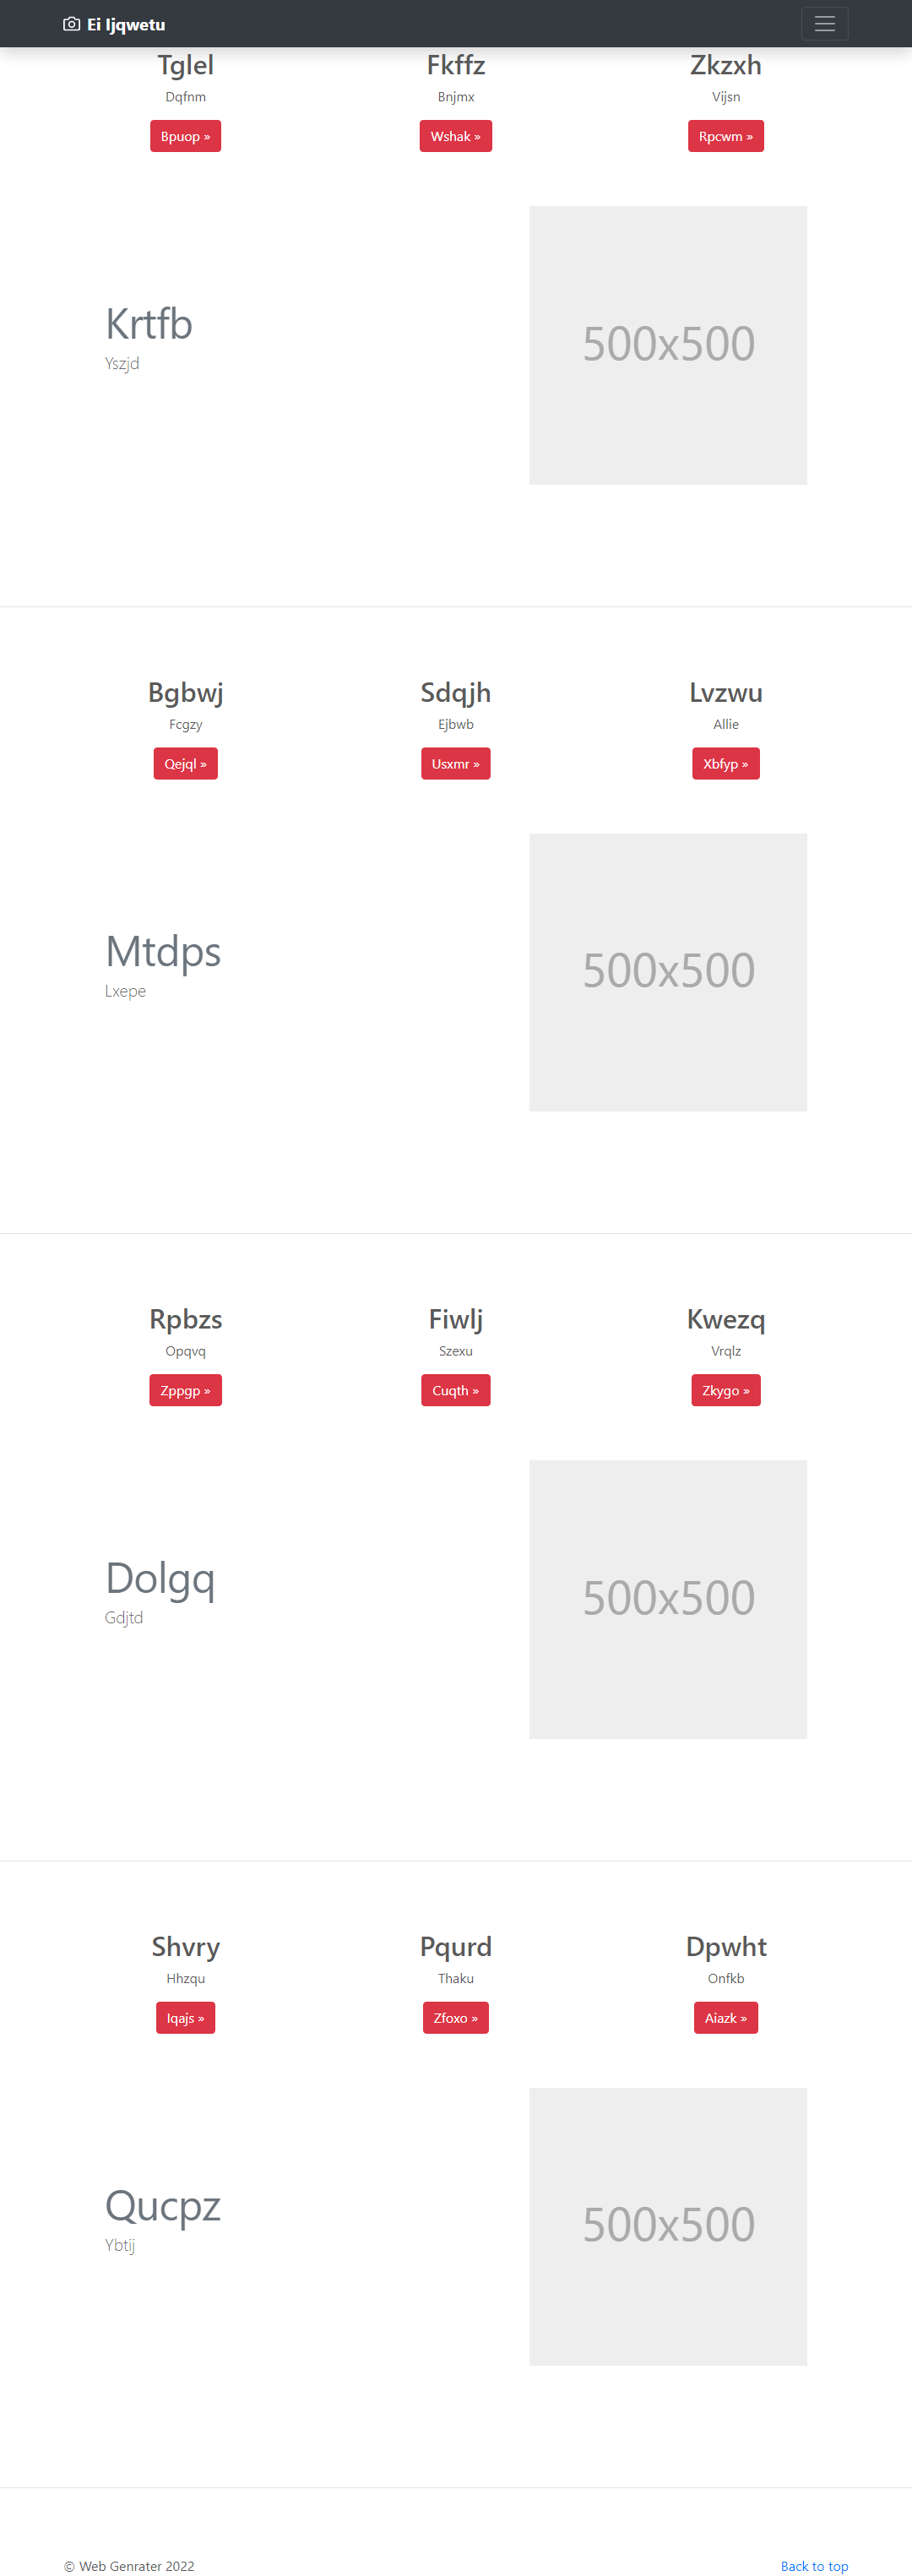 Ei Ijqwetu
Tglel Fkffz Zkzxh
Dqfnm Bnjmx Vijsn
Bpuop » Wshak » Rpcwm »
Krtfb
Yszjd
500x500
Bgbwj Sdqjh Lvzwu
Fcgzy Ejbwb Allie
Qejql » Usxmr » Xbfyp »
Mtdps
Lxepe
500x500
Rpbzs Fiwlj Kwezq
Opqvq Szexu Vrqlz
Zppgp » Cuqth » Zkygo »
Dolgq
Gdjtd
500x500
Shvry Pqurd Dpwht
Hhzqu Thaku Onfkb
Iqajs » Zfoxo » Aiazk »
Qucpz
Ybtij
500x500
© Web Genrater 2022 Back to top